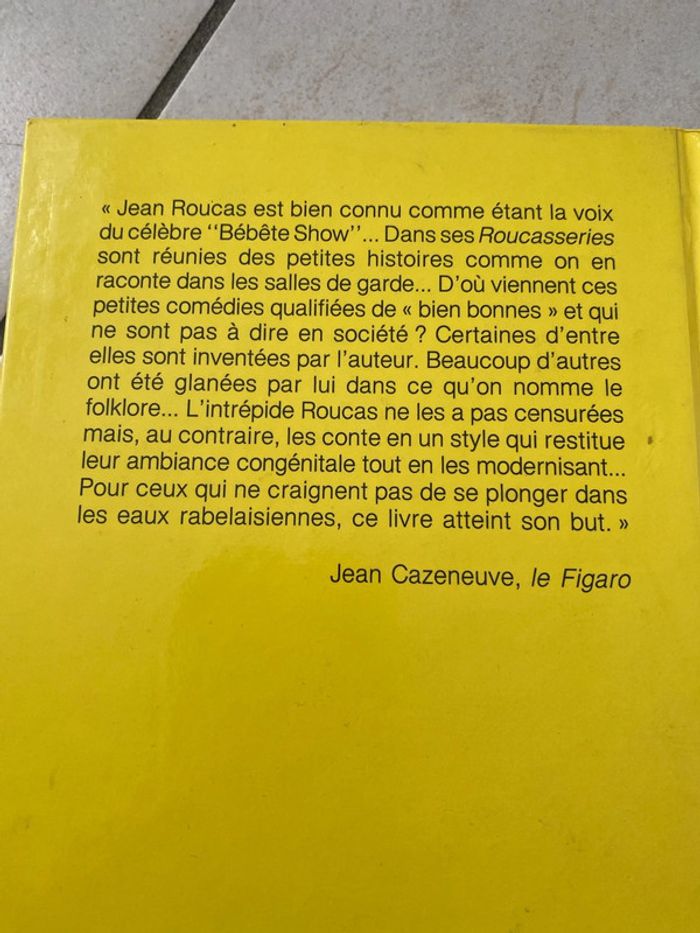 « Jean Roucas est bien connu comme étant la voix
du célèbre ''Bébête Show''... Dans ses Roucasseries
sont réunies des petites histoires comme on en
raconte dans les salles de garde... D'où viennent ces
petites comédies qualifiées de « bien bonnes » et qui
ne sont pas à dire en société ? Certaines d'entre
elles sont inventées par l'auteur. Beaucoup d'autres
ont été glanées par lui dans ce qu'on nomme le
folklore... L'intrépide Roucas ne les a pas censurées
mais, au contraire, les conte en un style qui restitue
leur ambiance congénitale tout en les modernisant...
Pour ceux qui ne craignent pas de se plonger dans
les eaux rabelaisiennes, ce livre atteint son but. »
Jean Cazeneuve, le Figaro